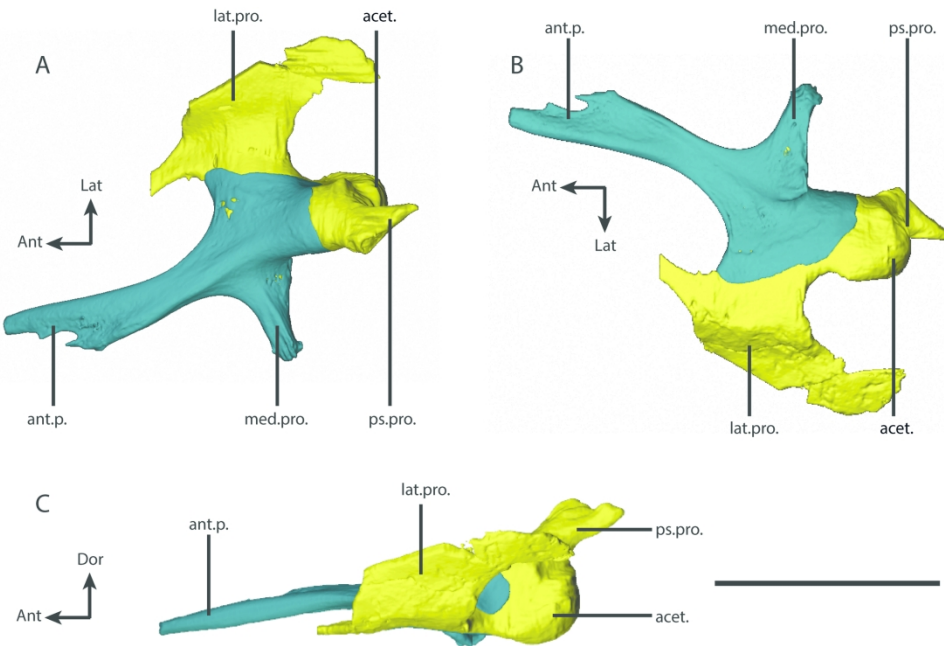 lat.pro.
acet.
A
Lat
Ant
ant.p.
med.pro.
ps.pro.
ant.p.
med.pro.
ps.pro.
B
Ant
Lat
lat.pro.
acet.
C
lat.pro.
ant.p.
ps.pro.
Dor
Ant
acet.